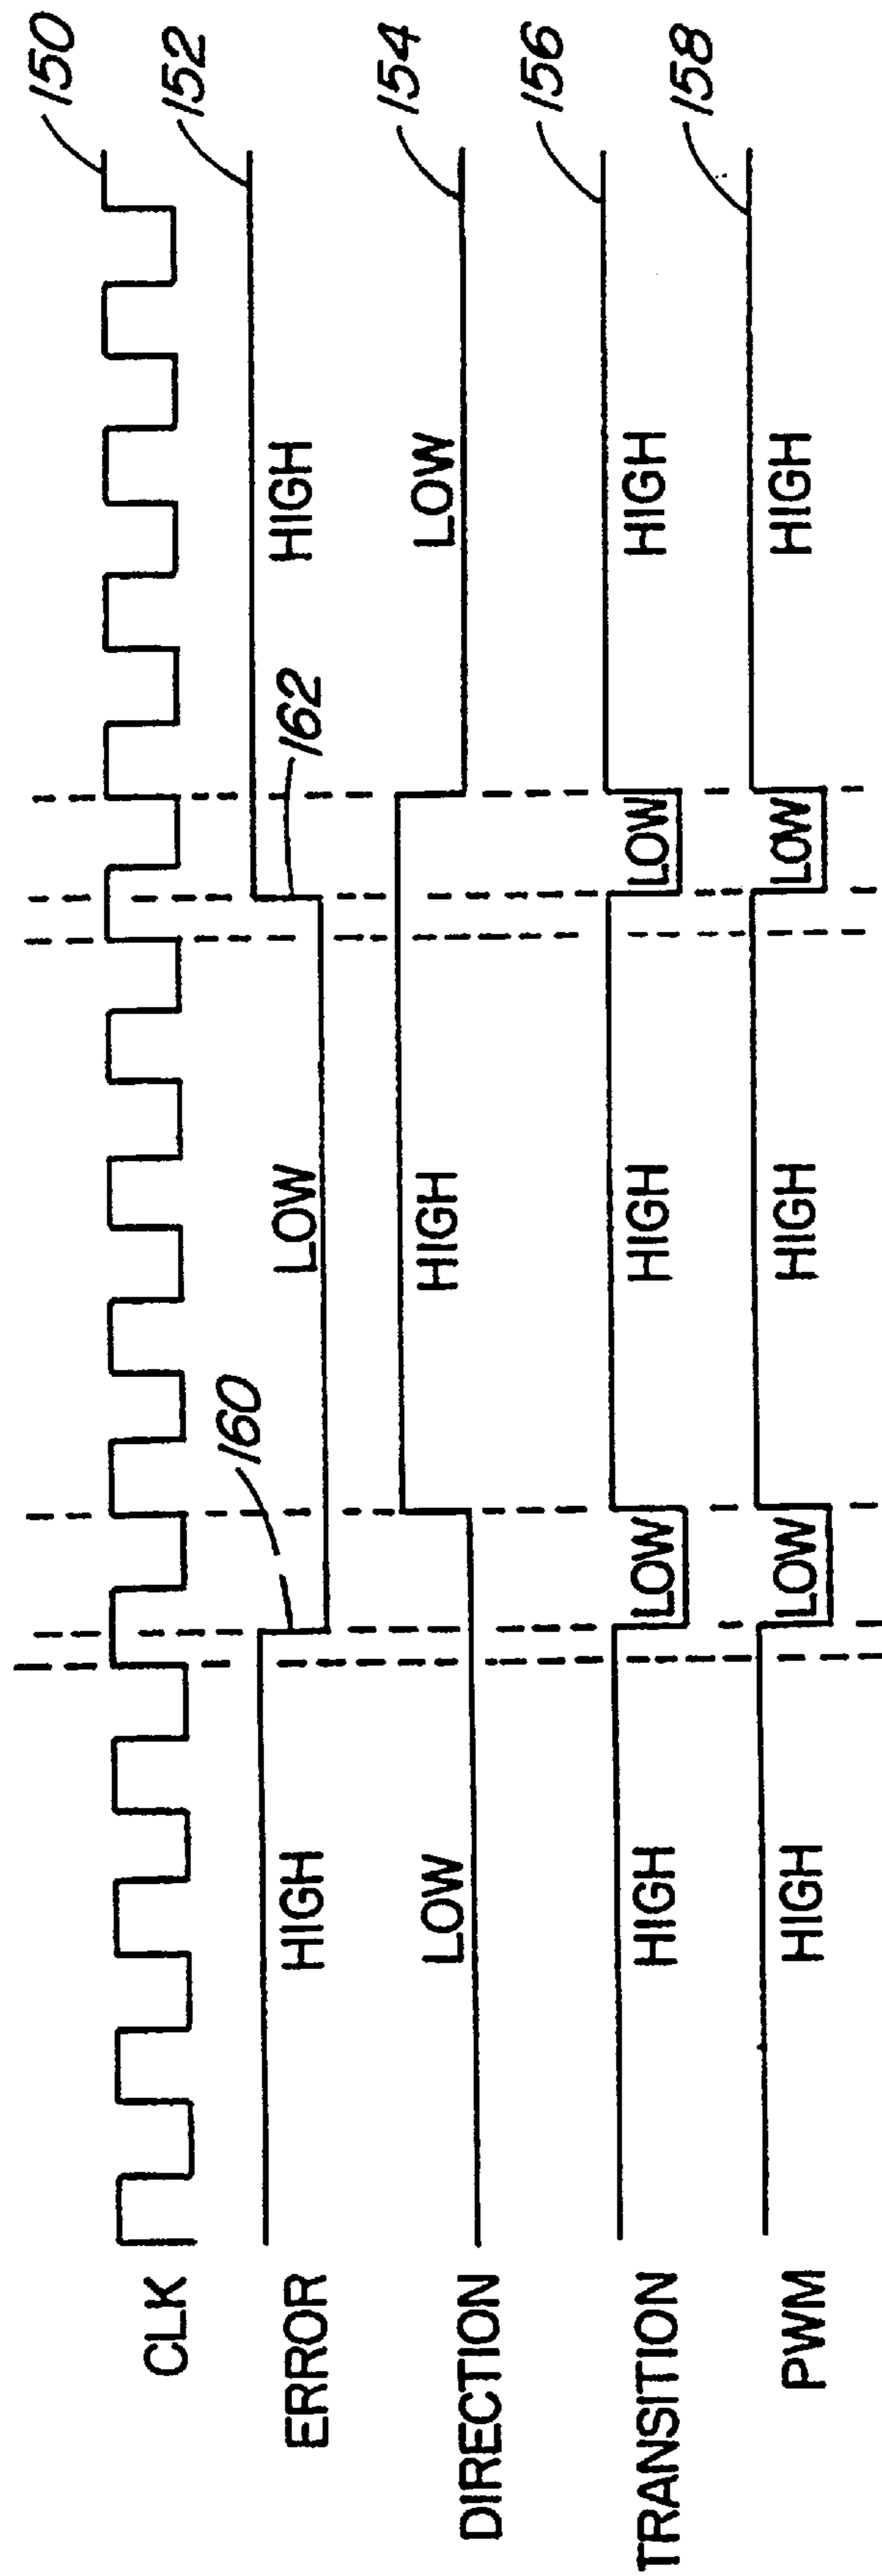 CLK
150
ERROR
HIGH
160
LOW
162
HIGH
152
DIRECTION
LOW
HIGH
LOW
154
TRANSITION
HIGH
LOW
HIGH
LOW
HIGH
156
PWM
HIGH
LOW
HIGH
LOW
HIGH
158